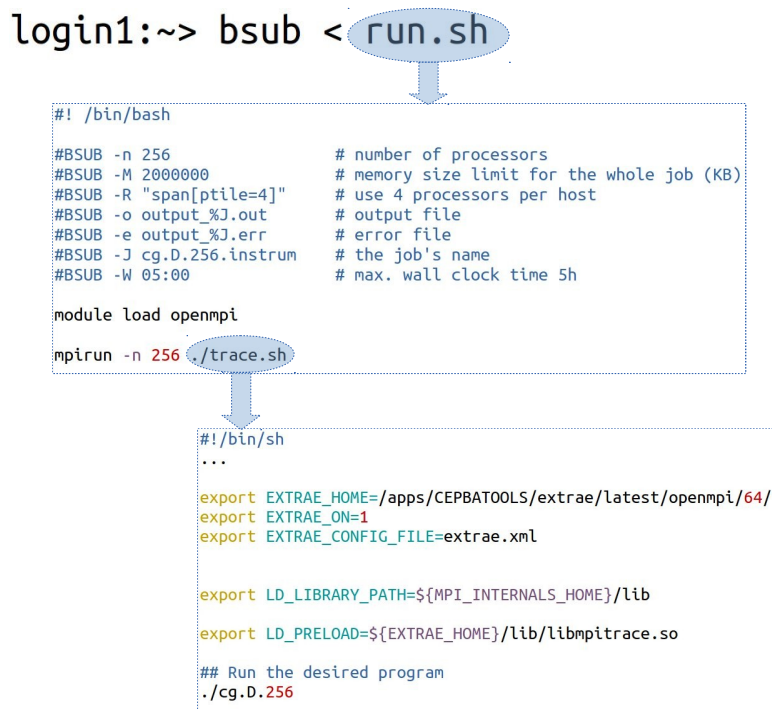 login1:~> bsub < run.sh
#! /bin/bash
#BSUB -n 256 # number of processors
#BSUB -M 2000000 # memory size limit for the whole job (KB)
#BSUB -R "span[ptile=4]" # use 4 processors per host
#BSUB -o output_%J.out # output file
#BSUB -e output_%J.err # error file
#BSUB -J cg.D.256.instrum # the job's name
#BSUB -W 05:00 # max. wall clock time 5h
module load openmpi
mpirun -n 256 ./trace.sh
#!/bin/sh
...
export EXTRAE_HOME=/apps/CEPBATOOLS/extrae/latest/openmpi/64/
export EXTRAE_ON=1
export EXTRAE_CONFIG_FILE=extrae.xml
export LD_LIBRARY_PATH=${MPI_INTERNALS_HOME}/lib
export LD_PRELOAD=${EXTRAE_HOME}/lib/libmpitrace.so
## Run the desired program
./cg.D.256